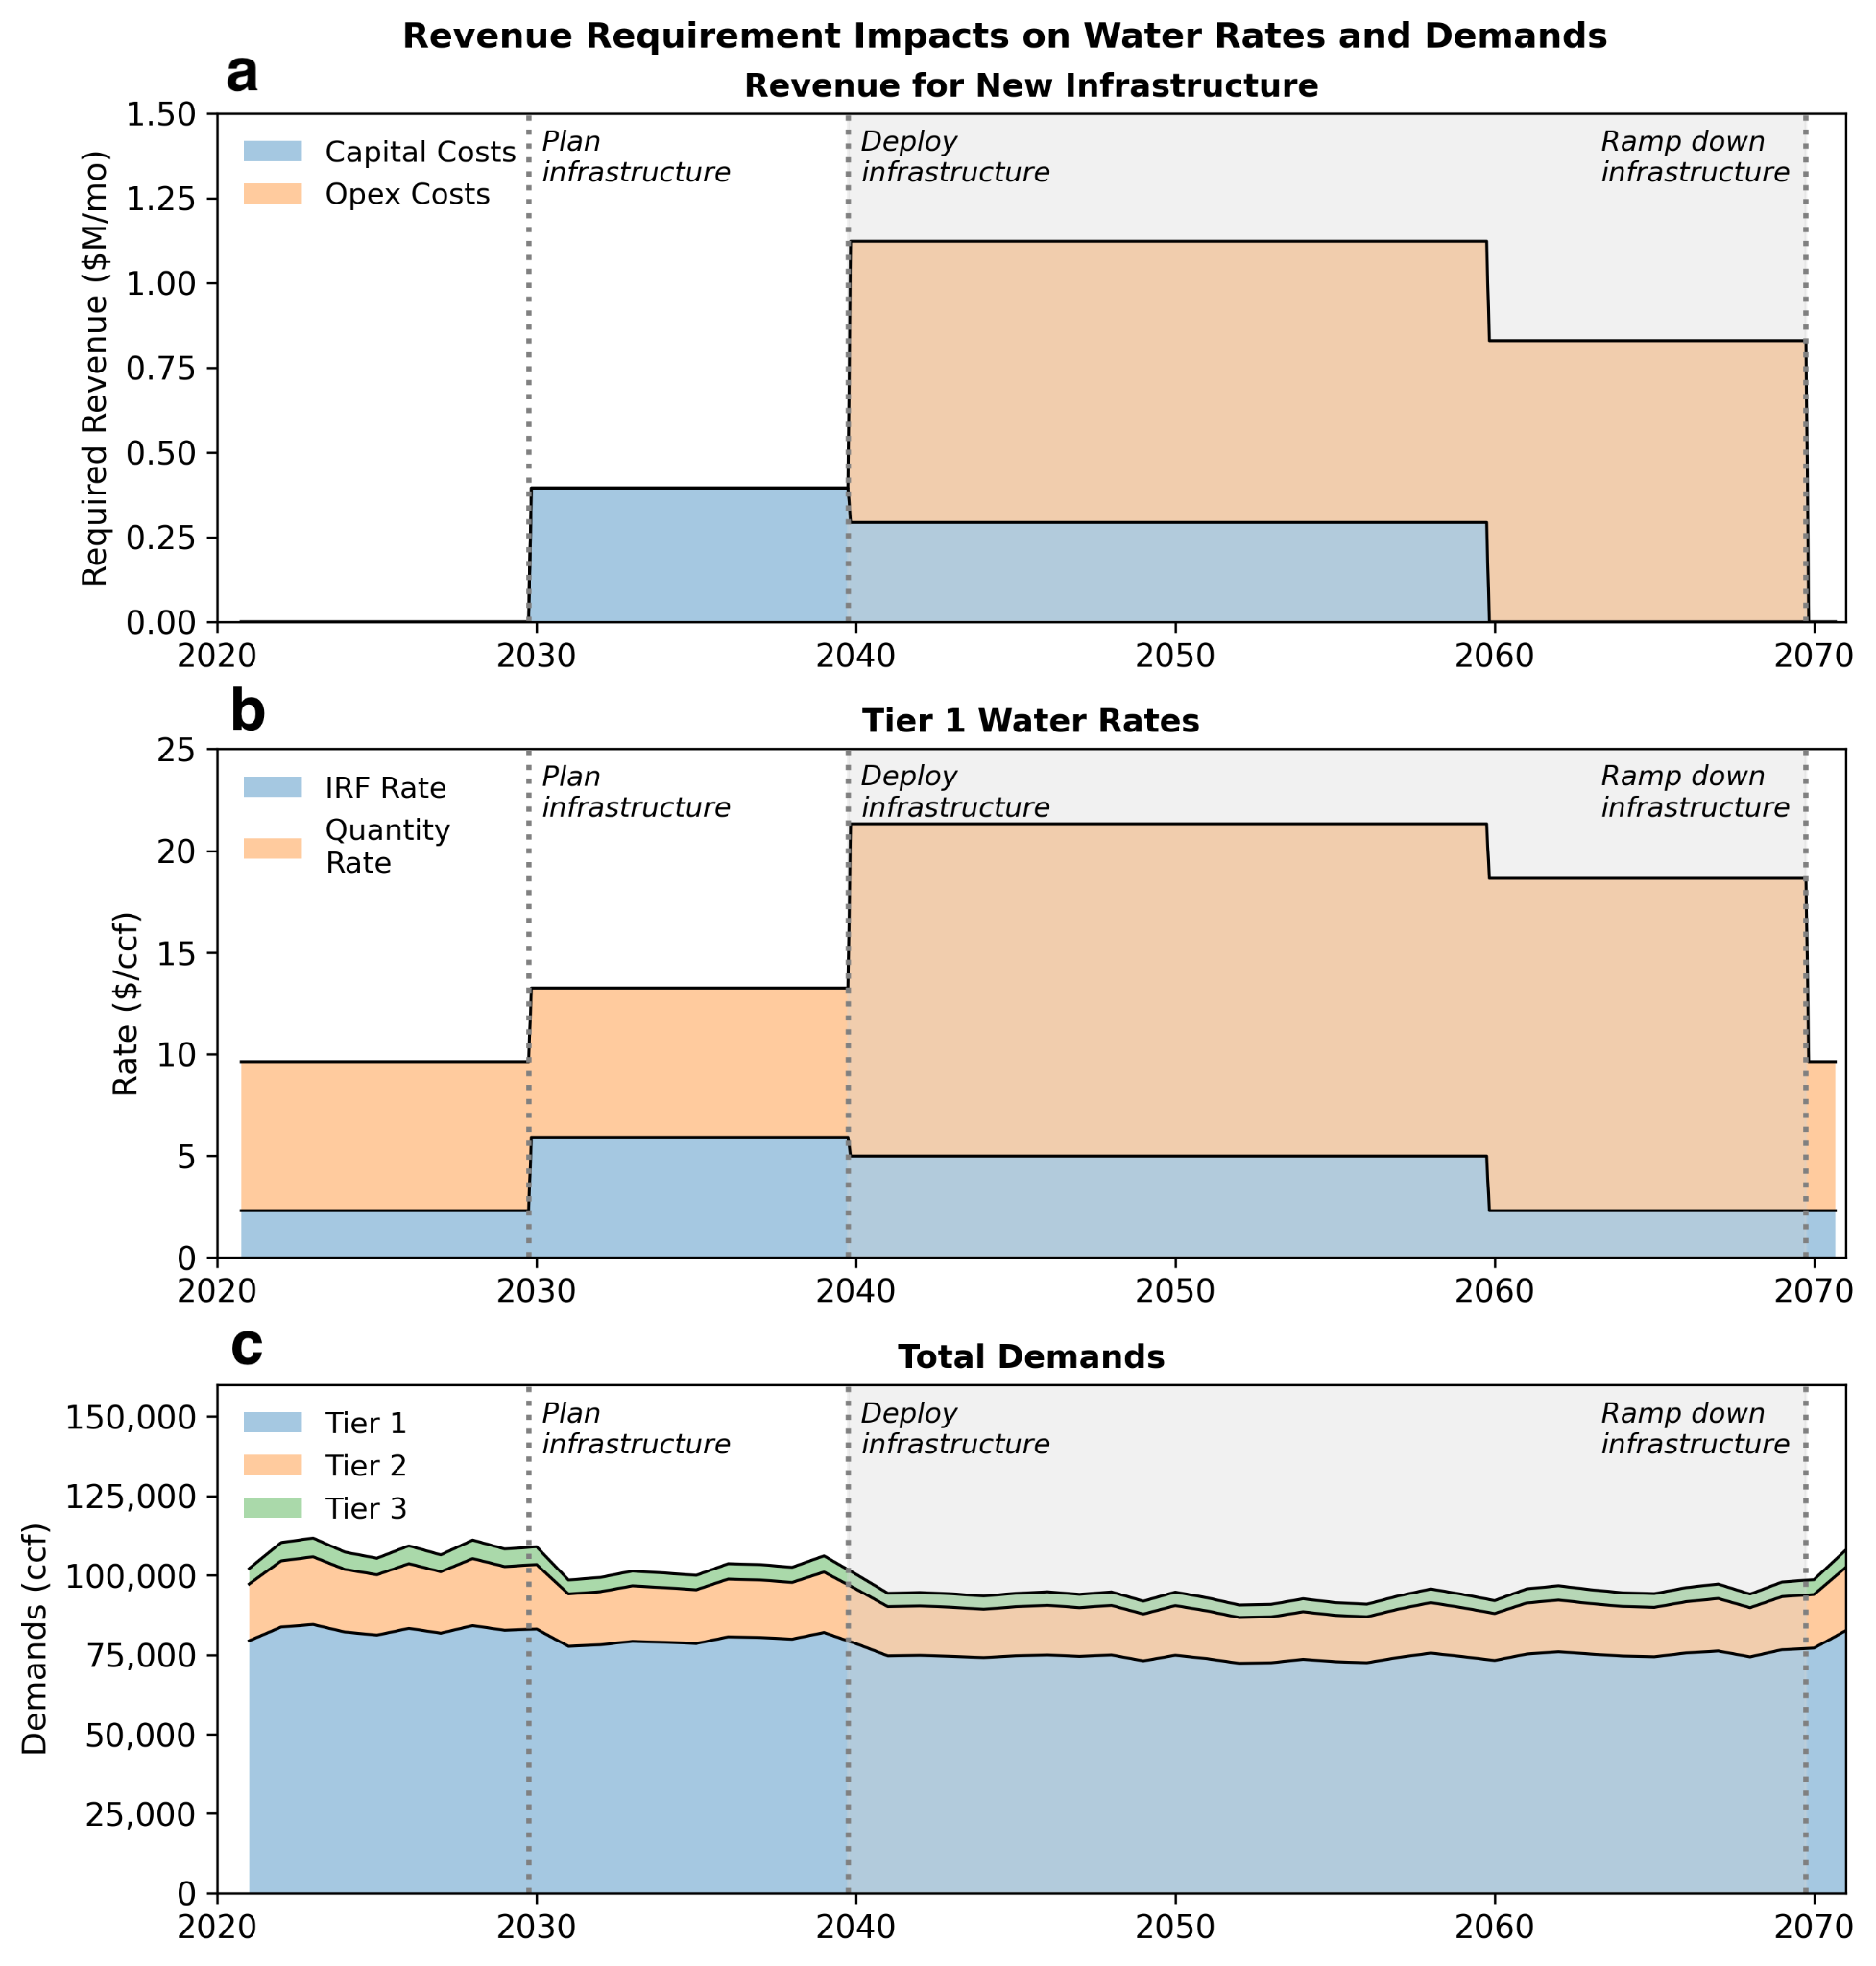 Revenue Requirement Impacts on Water Rates and Demands
a
Revenue for New Infrastructure
Required Revenue ($M/mo)
1.50
1.25
1.00
0.75
0.50
0.25
0.00
Capital Costs
Opex Costs
Plan
infrastructure
Deploy
infrastructure
Ramp down
infrastructure
2020 2030 2040 2050 2060 2070
b
Tier 1 Water Rates
Rate ($/ccf)
25
20
15
10
5
0
IRF Rate
Quantity
Rate
Plan
infrastructure
Deploy
infrastructure
Ramp down
infrastructure
2020 2030 2040 2050 2060 2070
c
Total Demands
Demands (ccf)
150,000
125,000
100,000
75,000
50,000
25,000
0
Tier 1
Tier 2
Tier 3
Plan
infrastructure
Deploy
infrastructure
Ramp down
infrastructure
2020 2030 2040 2050 2060 2070